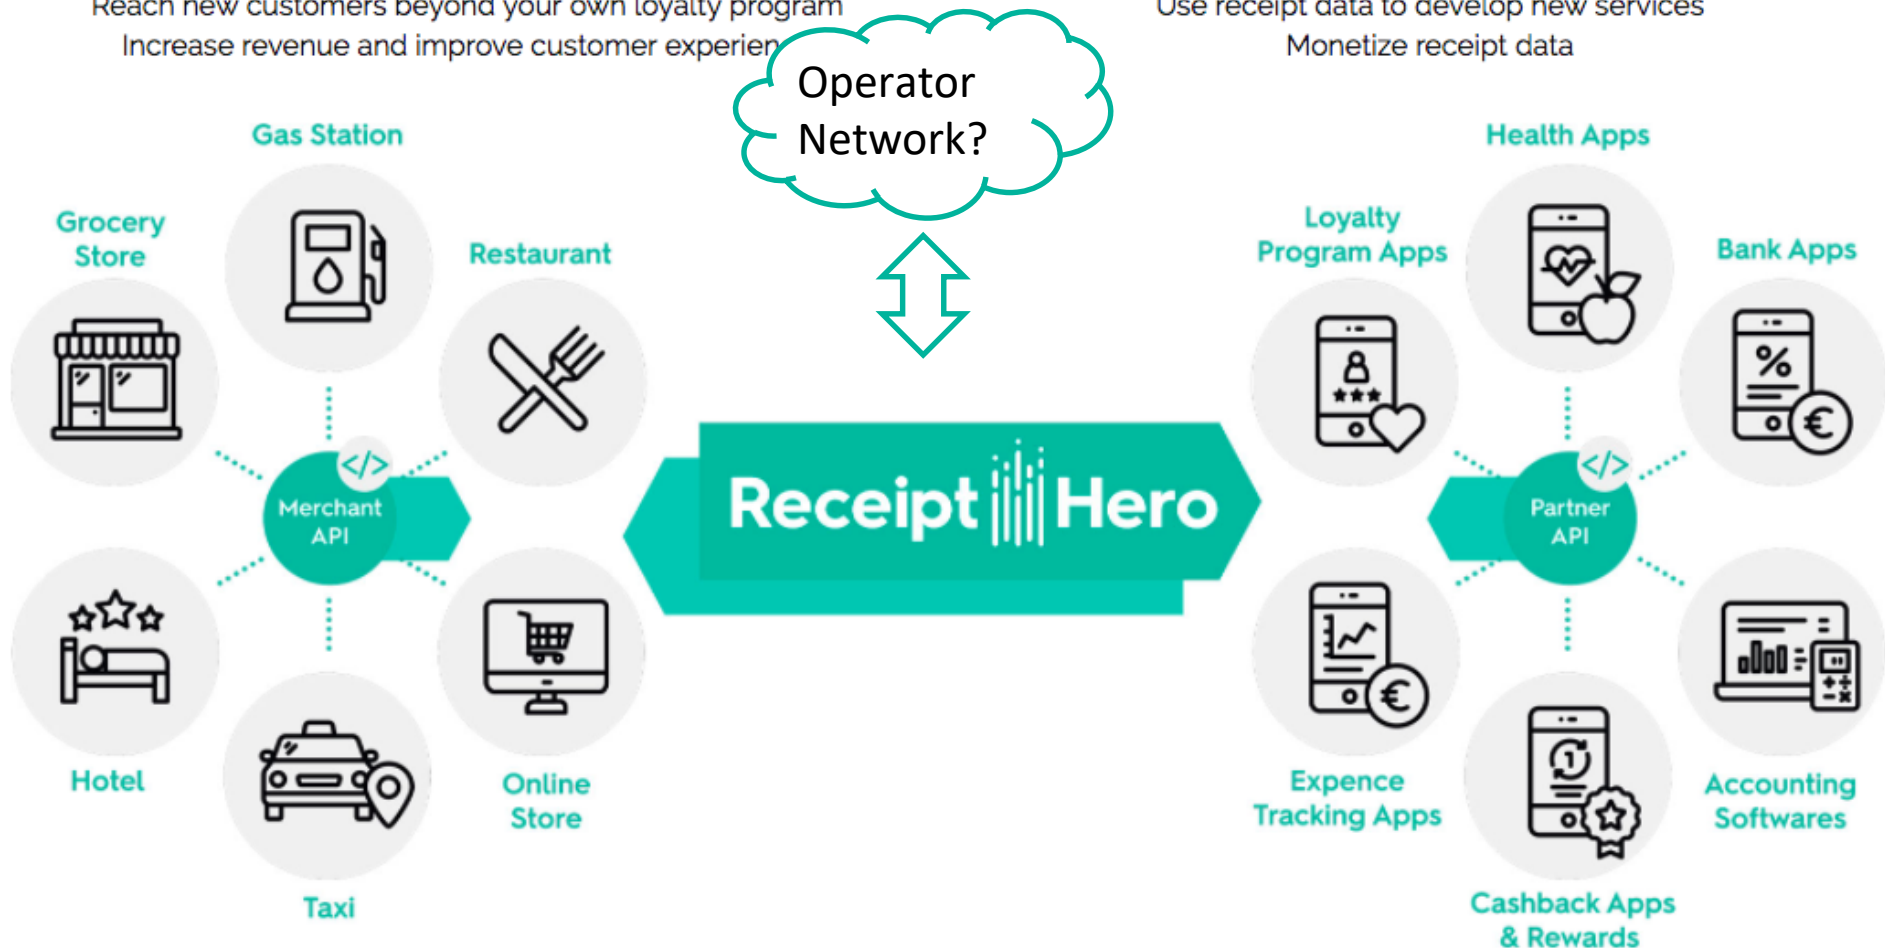 Reach new customers beyond your own loyalty program
Increase revenue and improve customer experien
Use receipt data to develop new services
Monetize receipt data
Operator
Network?
Gas Station
Grocery
Store
Restaurant
Merchant
API
</>
Hotel
Taxi
Online
Store
Receipt Hero
Health Apps
Loyalty
Program Apps
Bank Apps
Partner
API
</>
Expence
Tracking Apps
Accounting
Softwares
Cashback Apps
& Rewards